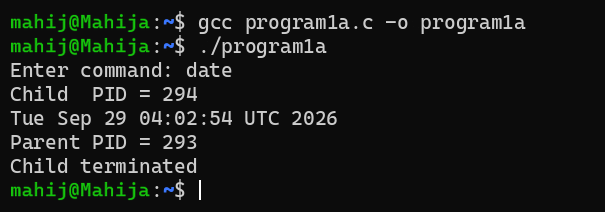 mahij@Mahija:~$ gcc program1a.c -o program1a
mahij@Mahija:~$ ./program1a
Enter command: date
Child  PID = 294
Tue Sep 29 04:02:54 UTC 2026
Parent PID = 293
Child terminated
mahij@Mahija:~$